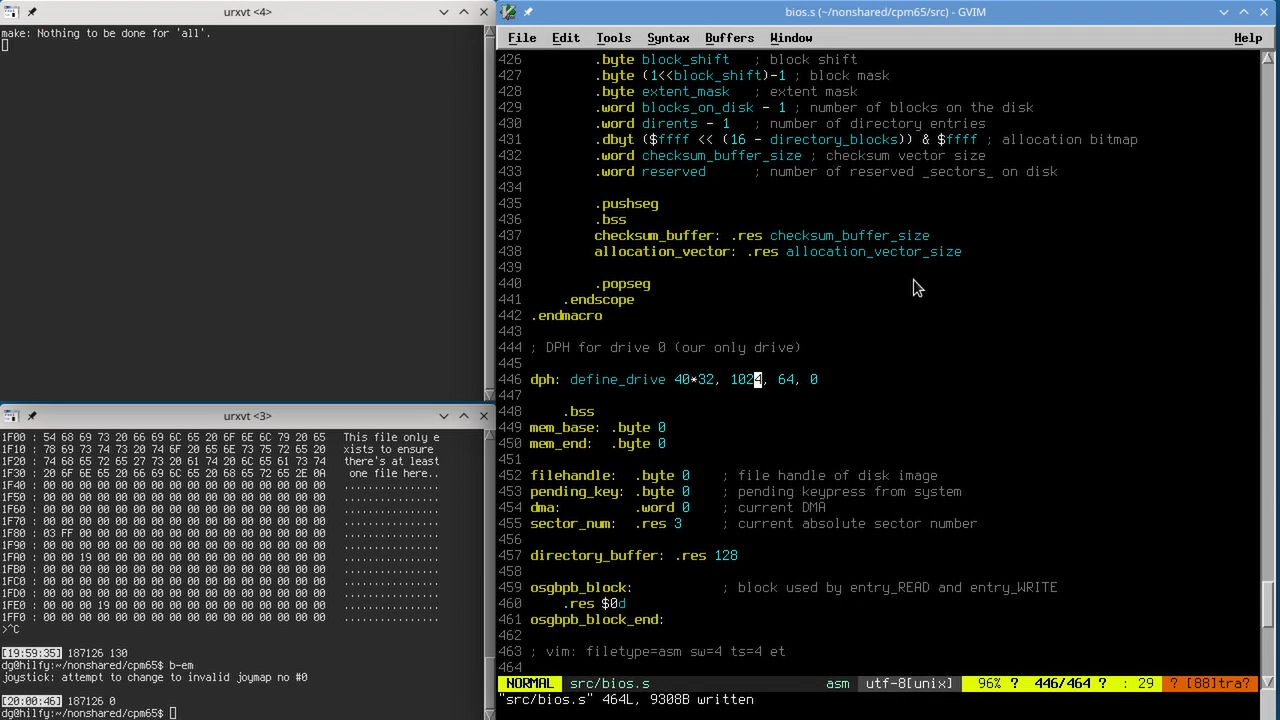 urxvt <4>
make: Nothing to be done for 'all'.
urxvt <3>
1F00 : 54 68 69 73 20 66 69 6C 65 20 6F 6E 6C 79 20 65 This file only e
1F10 : 78 69 73 74 73 20 74 6F 20 65 6E 73 75 72 65 20 xists to ensure
1F20 : 74 68 65 72 65 27 73 20 61 74 20 6C 65 61 73 74 there's at least
1F30 : 20 6F 6E 65 20 66 69 6C 65 20 68 65 72 65 2E 0A  one file here..
1F40 : 00 00 00 00 00 00 00 00 00 00 00 00 00 00 00 00 ................
1F50 : 00 00 00 00 00 00 00 00 00 00 00 00 00 00 00 00 ................
1F60 : 00 00 00 00 00 00 00 00 00 00 00 00 00 00 00 00 ................
1F70 : 00 00 00 00 00 00 00 00 00 00 00 00 00 00 00 00 ................
1F80 : 03 FF 00 00 00 00 00 00 00 00 00 00 00 00 00 00 ................
1F90 : 00 00 00 00 00 00 00 00 00 00 00 00 00 00 00 00 ................
1FA0 : 00 00 19 00 00 00 00 00 00 00 00 00 00 00 00 00 ................
1FB0 : 00 00 00 00 00 00 00 00 00 00 00 00 00 00 00 00 ................
1FC0 : 00 00 00 00 00 00 00 00 00 00 00 00 00 00 00 00 ................
1FD0 : 00 00 00 00 00 00 00 00 00 00 00 00 00 00 00 00 ................
1FE0 : 00 00 00 19 00 00 00 00 00 00 00 00 00 00 00 00 ................
1FF0 : 00 00 00 00 00 00 00 00 00 00 00 00 00 00 00 00 ................
>^C
[19:59:35] 187126 130
dg@hilfy:~/nonshared/cpm65$ b-em
joystick: attempt to change to invalid joymap no #0
[20:00:46] 187126 0
dg@hilfy:~/nonshared/cpm65$
bios.s (~/nonshared/cpm65/src) - GVIM
File Edit Tools Syntax Buffers Window Help
426 .byte block_shift ; block shift
427 .byte (1<<block_shift)-1 ; block mask
428 .byte extent_mask ; extent mask
429 .word blocks_on_disk - 1 ; number of blocks on the disk
430 .word dirents - 1 ; number of directory entries
431 .dbyt ($ffff << (16 - directory_blocks)) & $ffff ; allocation bitmap
432 .word checksum_buffer_size ; checksum vector size
433 .word reserved ; number of reserved _sectors_ on disk
434
435 .pushseg
436 .bss
437 checksum_buffer: .res checksum_buffer_size
438 allocation_vector: .res allocation_vector_size
439
440 .popseg
441 .endscope
442 .endmacro
443
444 ; DPH for drive 0 (our only drive)
445
446 dph: define_drive 40*32, 1024, 64, 0
447
448 .bss
449 mem_base: .byte 0
450 mem_end: .byte 0
451
452 filehandle: .byte 0 ; file handle of disk image
453 pending_key: .byte 0 ; pending keypress from system
454 dma: .word 0 ; current DMA
455 sector_num: .res 3 ; current absolute sector number
456
457 directory_buffer: .res 128
458
459 osgbpb_block: ; block used by entry_READ and entry_WRITE
460 .res $0d
461 osgbpb_block_end:
462
463 ; vim: filetype=asm sw=4 ts=4 et
464
NORMAL src/bios.s asm utf-8[unix] 96% ? 446/464 ? : 29 ? [88]tra?
"src/bios.s" 464L, 9308B written